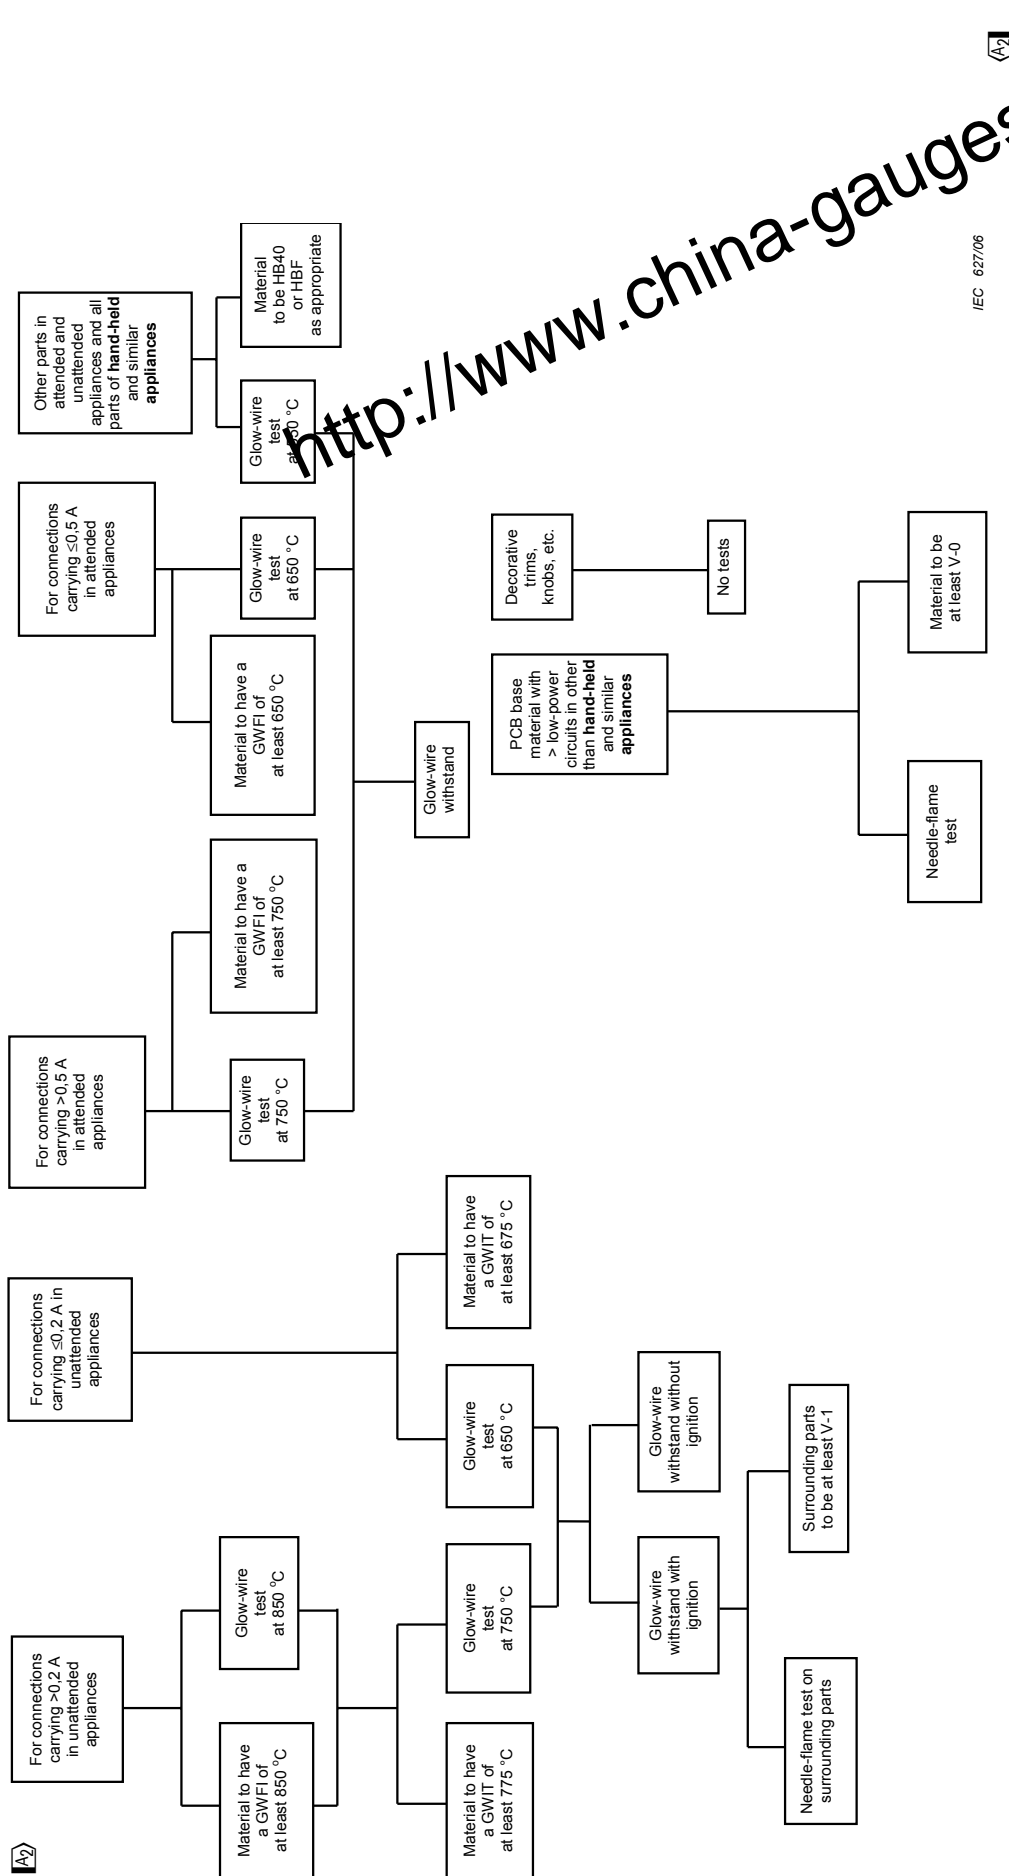 A2
For connections
carrying >0,2 A
in unattended
appliances
For connections
carrying ≤0,2 A in
unattended
appliances
For connections
carrying >0,5 A
in attended
appliances
For connections
carrying ≤0,5 A
in attended
appliances
Other parts in
attended and
unattended
appliances and all
parts of hand-held
and similar
appliances
Material to have
a GWFI of
at least 850 °C
Glow-wire
test
at 850 °C
Glow-wire
test
at 750 °C
Material to have a
GWFI of
at least 750 °C
Material to have a
GWFI of
at least 650 °C
Glow-wire
test
at 650 °C
Glow-wire
test
at 550 °C
Material
to be HB40
or HBF
as appropriate
Material to have
a GWIT of
at least 775 °C
Glow-wire
test
at 750 °C
Glow-wire
test
at 650 °C
Material to have
a GWIT of
at least 675 °C
Glow-wire
withstand
Glow-wire
withstand with
ignition
Glow-wire
withstand without
ignition
PCB base
material with
> low-power
circuits in other
than hand-held
and similar
appliances
Decorative
trims,
knobs, etc.
No tests
Needle-flame test on
surrounding parts
Surrounding parts
to be at least V-1
Needle-flame
test
Material to be
at least V-0
IEC 627/06
A2
http://www.china-gauges